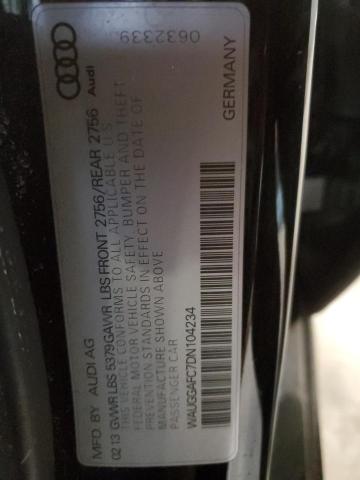 Audi
0632339
MFD. BY AUDI AG
02 13 GVWR LBS 5379 GAWR LBS FRONT 2756/REAR 2756
THIS VEHICLE CONFORMS TO ALL APPLICABLE U.S.
FEDERAL MOTOR VEHICLE SAFETY, BUMPER AND THEFT
PREVENTION STANDARDS IN EFFECT ON THE DATE OF
MANUFACTURE SHOWN ABOVE
PASSENGER CAR
WAUGGAFC7DN104234
GERMANY